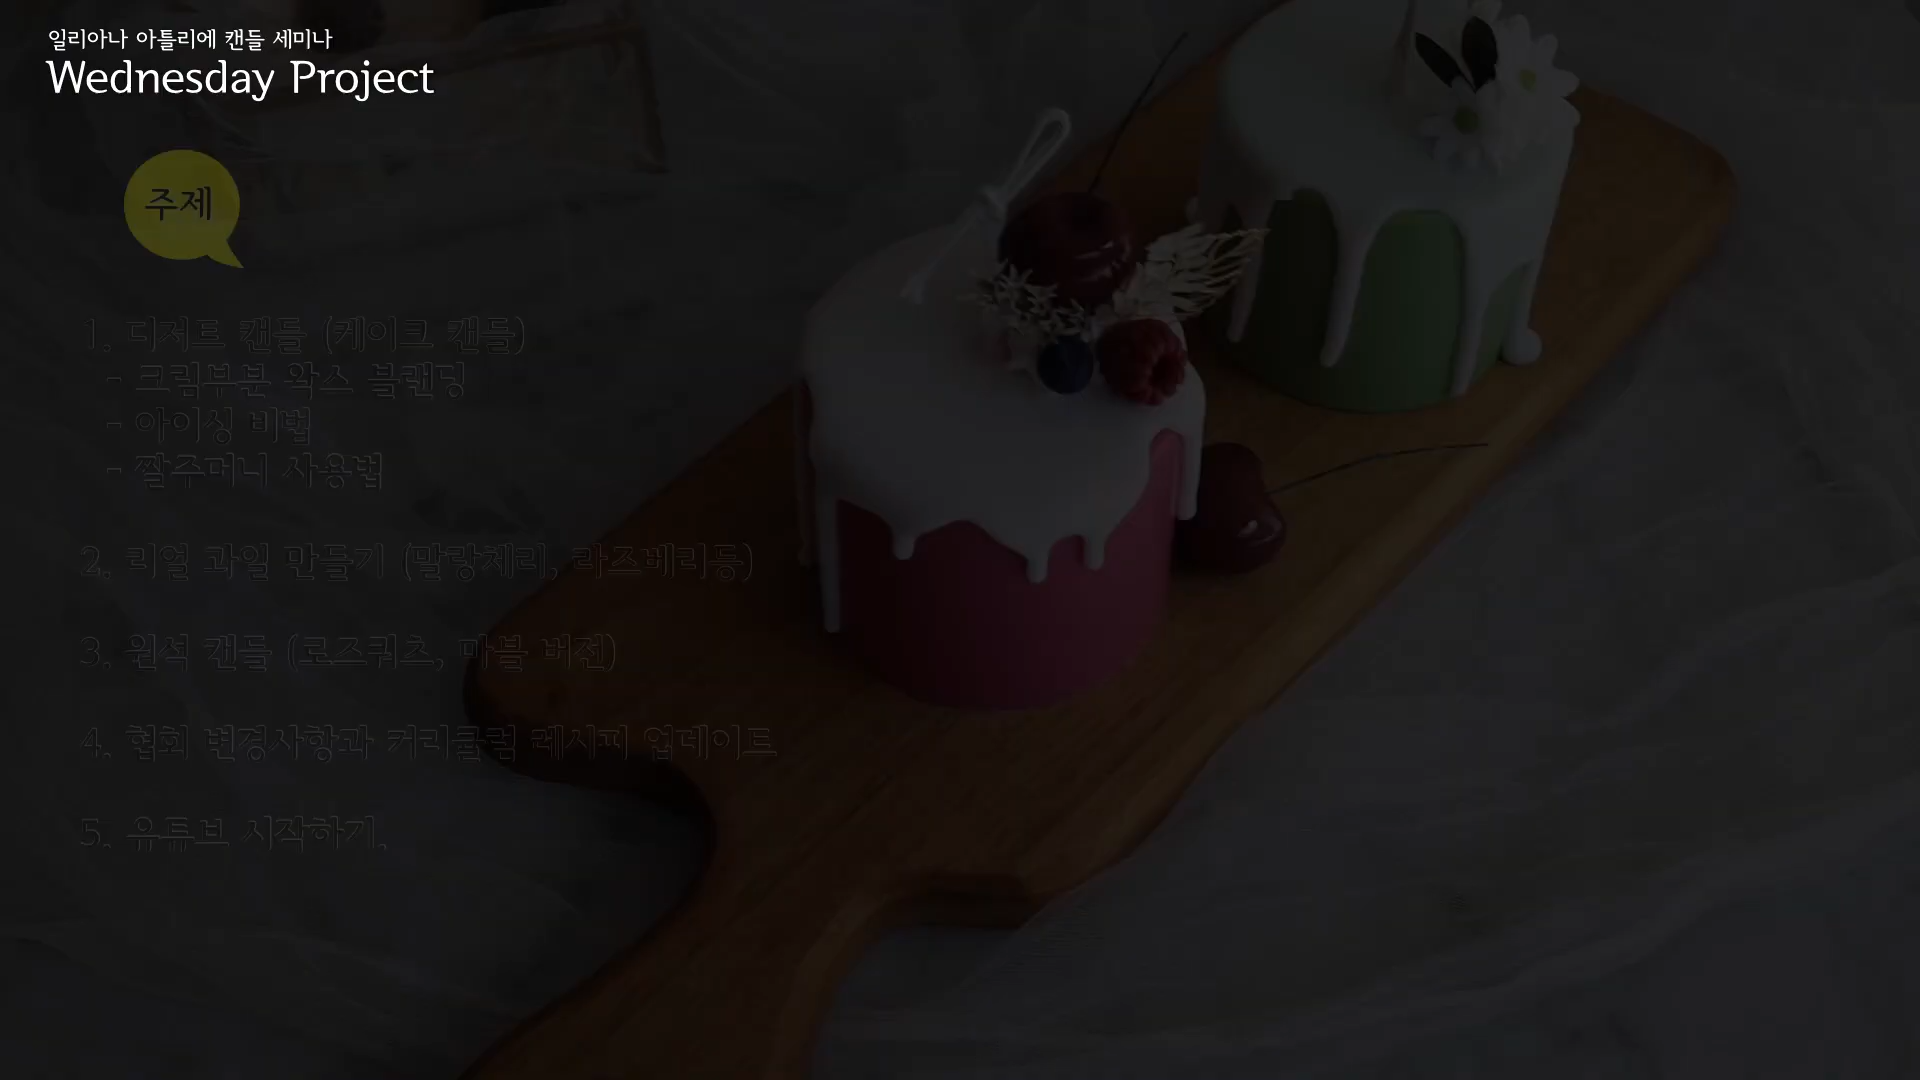 일리아나 아틀리에 캔들 세미나
Wednesday Project
주제
1. 디저트 캔들 (케이크 캔들)
- 크림부분 왁스 블랜딩
- 아이싱 비법
- 짤주머니 사용법
2. 리얼 과일 만들기 (말랑체리, 라즈베리등)
3. 원석 캔들 (로즈쿼츠, 마블 버전)
4. 협회 변경사항과 커리큘럼 레시피 업데이트
5. 유튜브 시작하기.